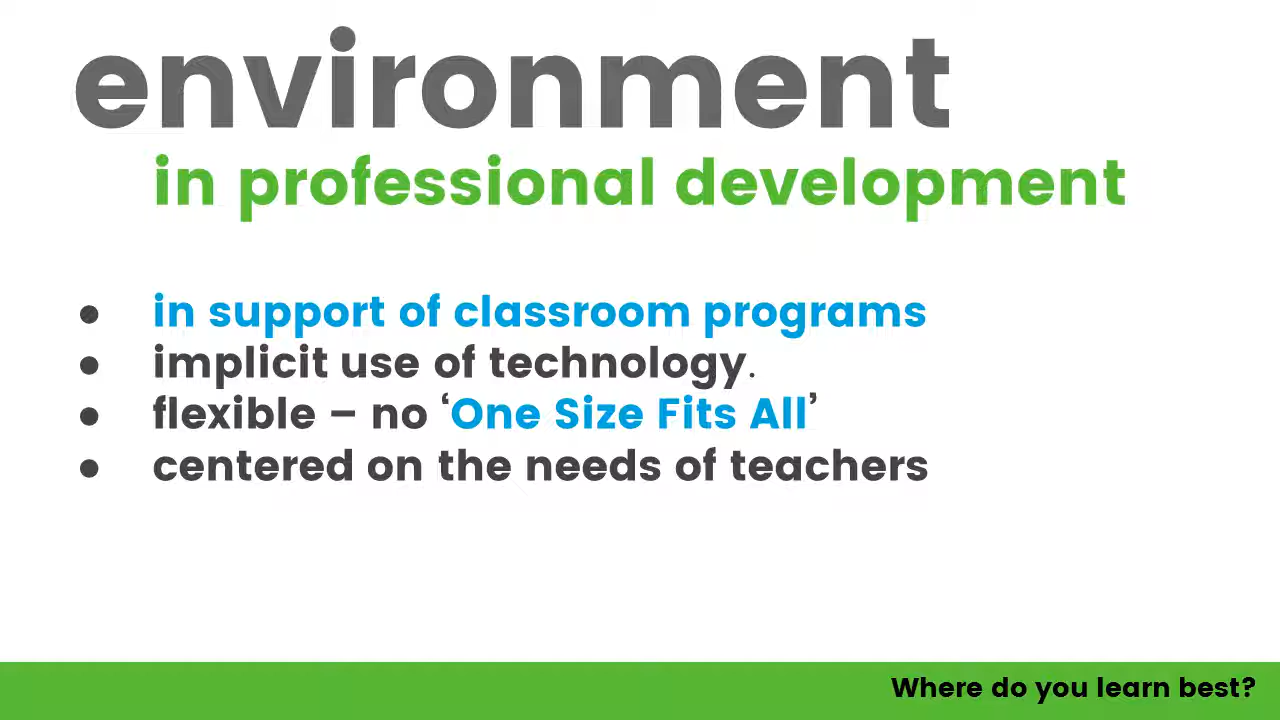 environment
in professional development
● in support of classroom programs
● implicit use of technology.
● flexible – no ‘One Size Fits All’
● centered on the needs of teachers
Where do you learn best?